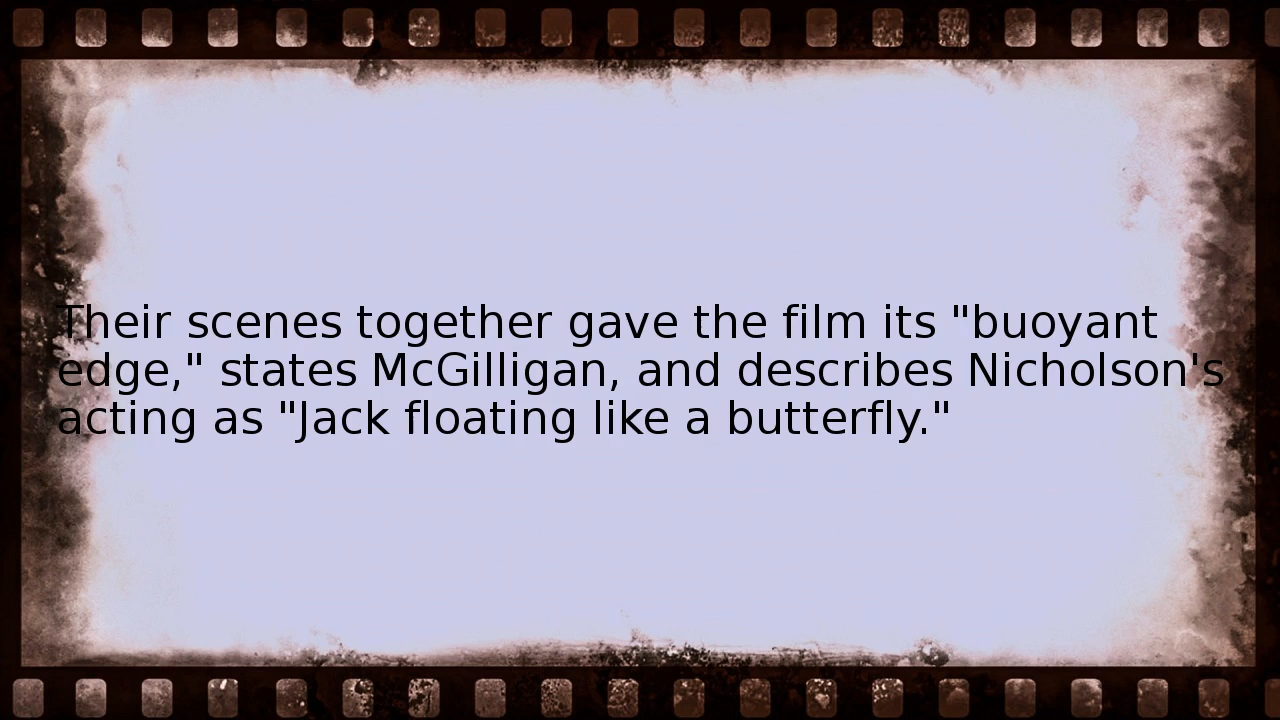 Their scenes together gave the film its "buoyant
edge," states McGilligan, and describes Nicholson's
acting as "Jack floating like a butterfly."